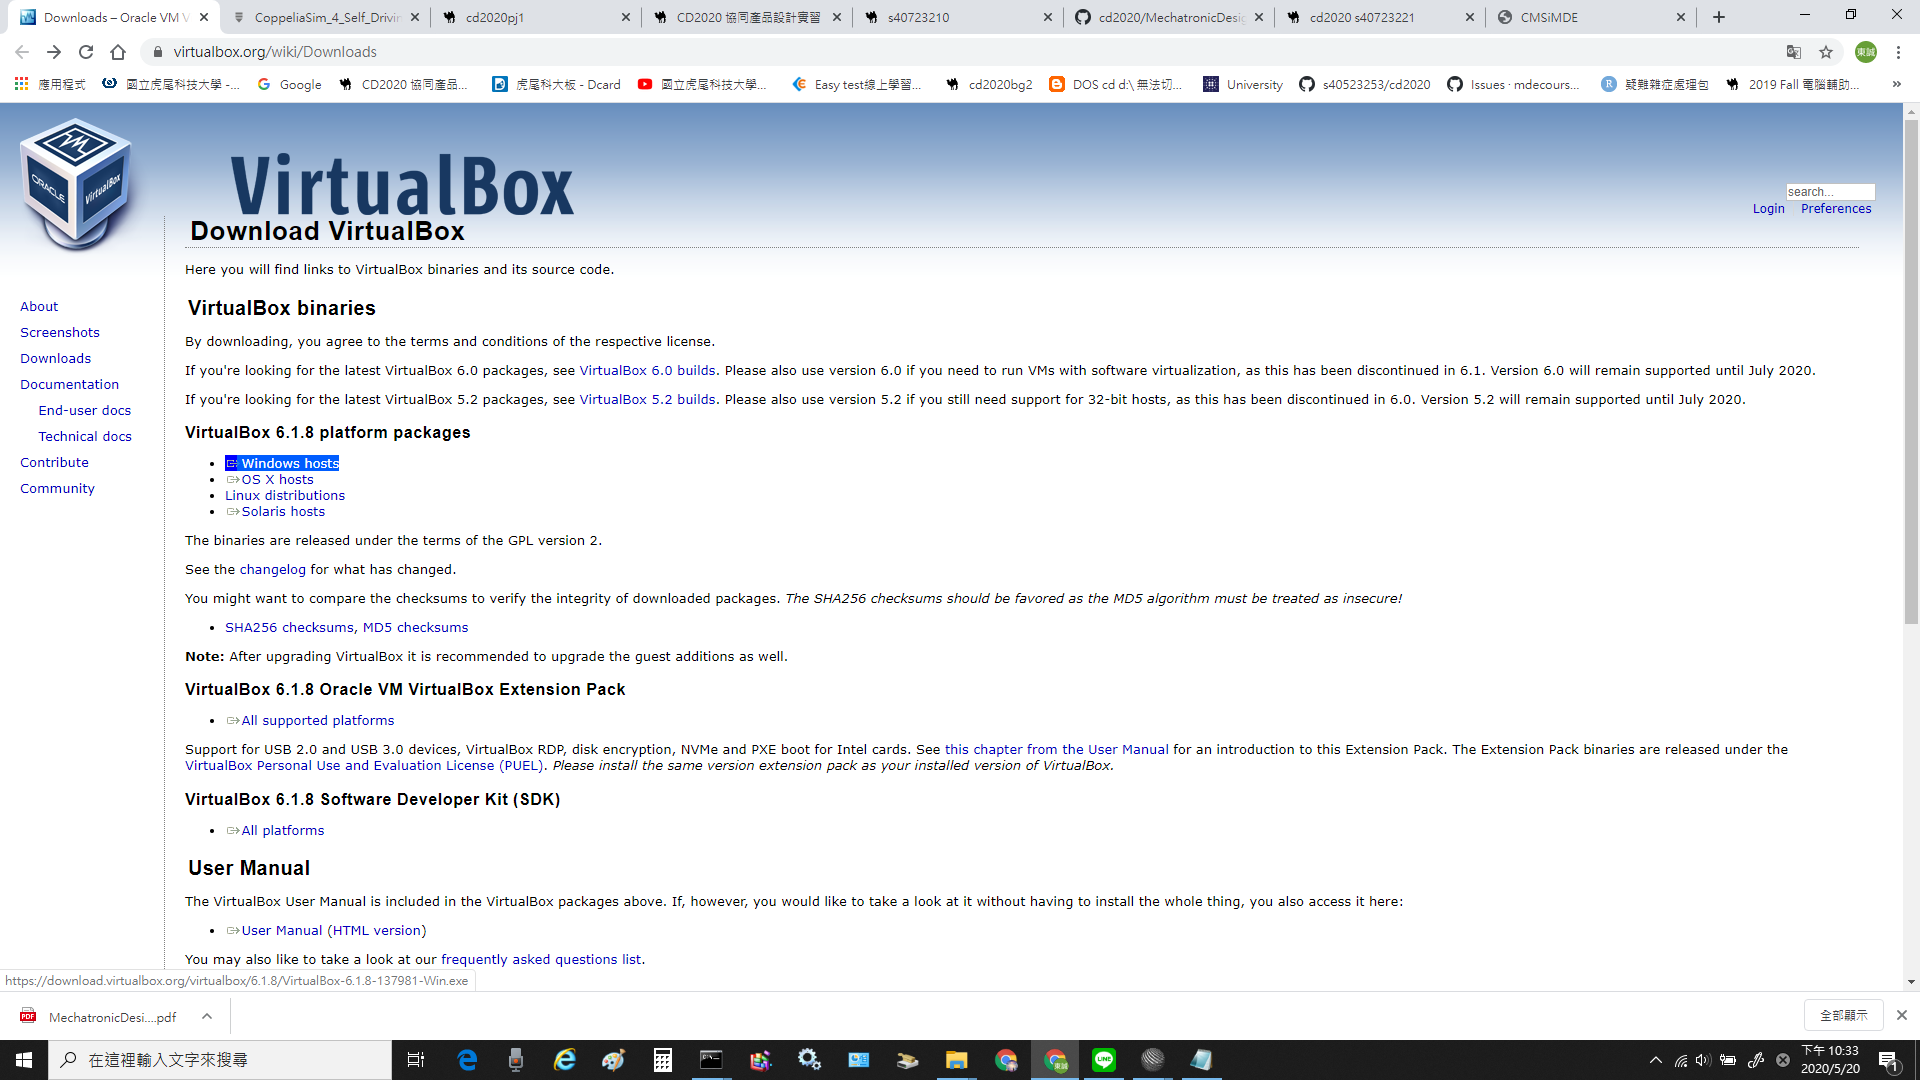 Downloads – Oracle VM V
CoppeliaSim_4_Self_Drivin
cd2020pj1
CD2020 協同產品設計實習
s40723210
cd2020/MechatronicDesig
cd2020 s40723221
CMSiMDE
virtualbox.org/wiki/Downloads
東誠
應用程式
國立虎尾科技大學 -...
Google
CD2020 協同產品...
虎尾科大板 - Dcard
國立虎尾科技大學...
Easy test線上學習...
cd2020bg2
DOS cd d:\ 無法切...
University
s40523253/cd2020
Issues · mdecours...
疑難雜症處理包
2019 Fall 電腦輔助...
»
ORACLE
VirtualBox
VirtualBox
search...
Login
Preferences
Download VirtualBox
Here you will find links to VirtualBox binaries and its source code.
About
Screenshots
Downloads
Documentation
End-user docs
Technical docs
Contribute
Community
VirtualBox binaries
By downloading, you agree to the terms and conditions of the respective license.
If you're looking for the latest VirtualBox 6.0 packages, see VirtualBox 6.0 builds. Please also use version 6.0 if you need to run VMs with software virtualization, as this has been discontinued in 6.1. Version 6.0 will remain supported until July 2020.
If you're looking for the latest VirtualBox 5.2 packages, see VirtualBox 5.2 builds. Please also use version 5.2 if you still need support for 32-bit hosts, as this has been discontinued in 6.0. Version 5.2 will remain supported until July 2020.
VirtualBox 6.1.8 platform packages
Windows hosts
OS X hosts
Linux distributions
Solaris hosts
The binaries are released under the terms of the GPL version 2.
See the changelog for what has changed.
You might want to compare the checksums to verify the integrity of downloaded packages. The SHA256 checksums should be favored as the MD5 algorithm must be treated as insecure!
SHA256 checksums, MD5 checksums
Note: After upgrading VirtualBox it is recommended to upgrade the guest additions as well.
VirtualBox 6.1.8 Oracle VM VirtualBox Extension Pack
All supported platforms
Support for USB 2.0 and USB 3.0 devices, VirtualBox RDP, disk encryption, NVMe and PXE boot for Intel cards. See this chapter from the User Manual for an introduction to this Extension Pack. The Extension Pack binaries are released under the
VirtualBox Personal Use and Evaluation License (PUEL). Please install the same version extension pack as your installed version of VirtualBox.
VirtualBox 6.1.8 Software Developer Kit (SDK)
All platforms
User Manual
The VirtualBox User Manual is included in the VirtualBox packages above. If, however, you would like to take a look at it without having to install the whole thing, you also access it here:
User Manual (HTML version)
You may also like to take a look at our frequently asked questions list.
https://download.virtualbox.org/virtualbox/6.1.8/VirtualBox-6.1.8-137981-Win.exe
PDF
MechatronicDesi....pdf
全部顯示
在這裡輸入文字來搜尋
LINE
下午 10:33
2020/5/20
1